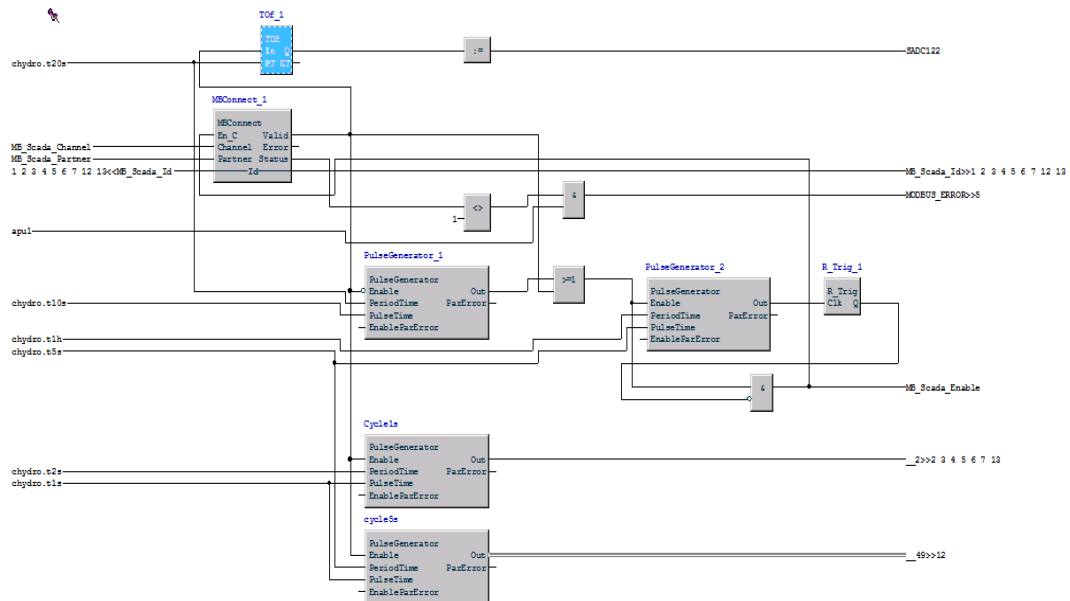 TOf_1
TOf
In Q
PT ET
:=
SADC122
chydro.t20s
MBConnect_1
MBConnect
En_C Valid
Channel Error
Partner Status
Id
MB_Scada_Channel
MB_Scada_Partner
1 2 3 4 5 6 7 12 13<<MB_Scada_Id
MB_Scada_Id>>1 2 3 4 5 6 7 12 13
MODBUS_ERROR>>5
<>
&
1
apu1
PulseGenerator_1
PulseGenerator
Enable Out
PeriodTime ParError
PulseTime
EnableParError
>=1
PulseGenerator_2
PulseGenerator
Enable Out
PeriodTime ParError
PulseTime
EnableParError
R_Trig_1
R_Trig
Clk Q
chydro.t10s
chydro.t1h
chydro.t5s
&
MB_Scada_Enable
Cycle1s
PulseGenerator
Enable Out
PeriodTime ParError
PulseTime
EnableParError
chydro.t2s
chydro.t1s
__2>>2 3 4 5 6 7 13
cycle5s
PulseGenerator
Enable Out
PeriodTime ParError
PulseTime
EnableParError
__49>>12